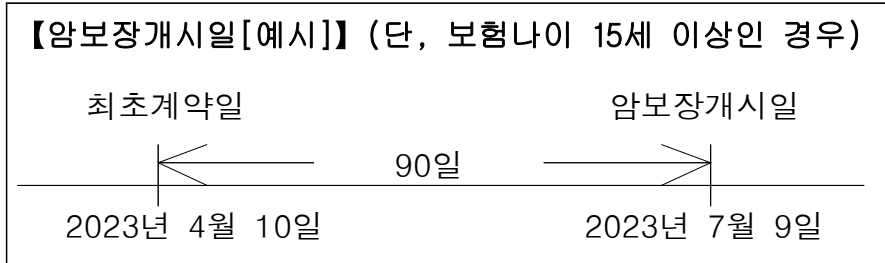 【암보장개시일[예시]】(단, 보험나이 15세 이상인 경우)
최초계약일 암보장개시일
90일
2023년 4월 10일 2023년 7월 9일